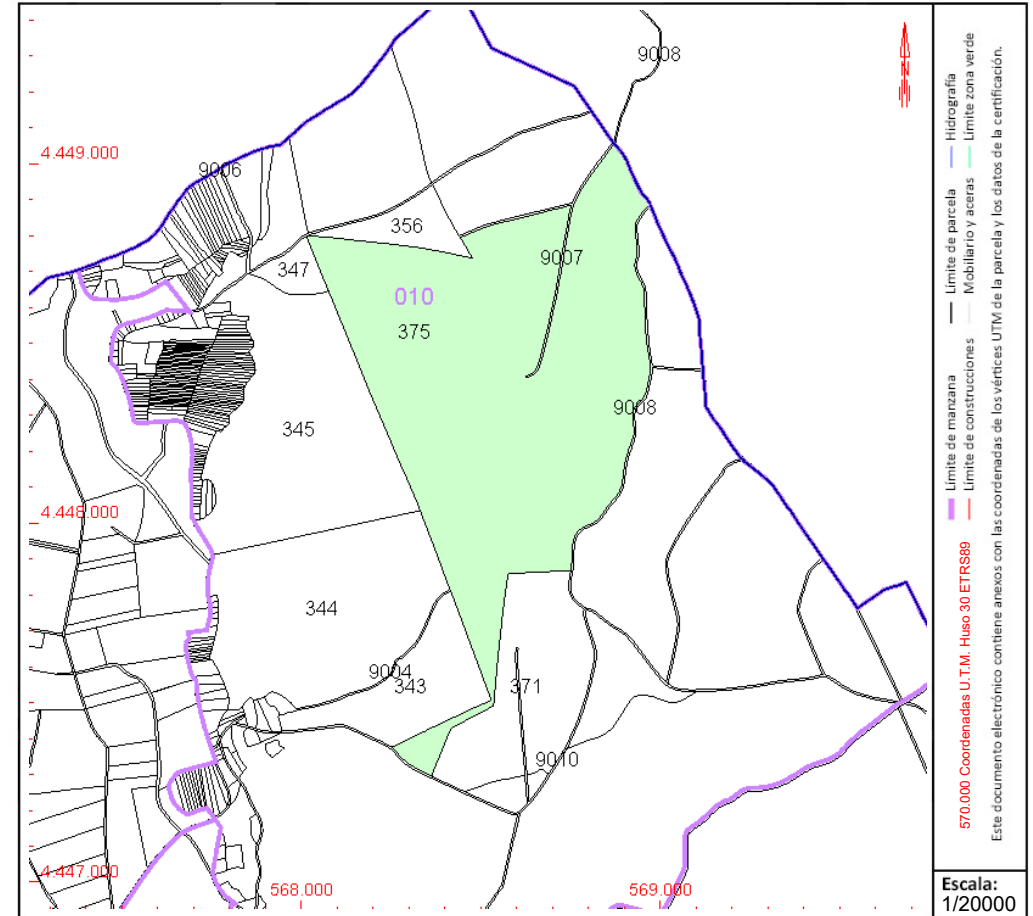 9008
4.449.000
9006
356
347
9007
010
375
9008
345
4.448.000
344
9004
343
371
9010
4.447.000
568.000
569.000
Límite de manzana
Límite de parcela
Hidrografía
Límite de construcciones
Mobiliario y aceras
Límite zona verde
570.000 Coordenadas U.T.M. Huso 30 ETRS89
Este documento electrónico contiene anexos con las coordenadas de los vértices UTM de la parcela y los datos de la certificación.
Escala:
1/20000